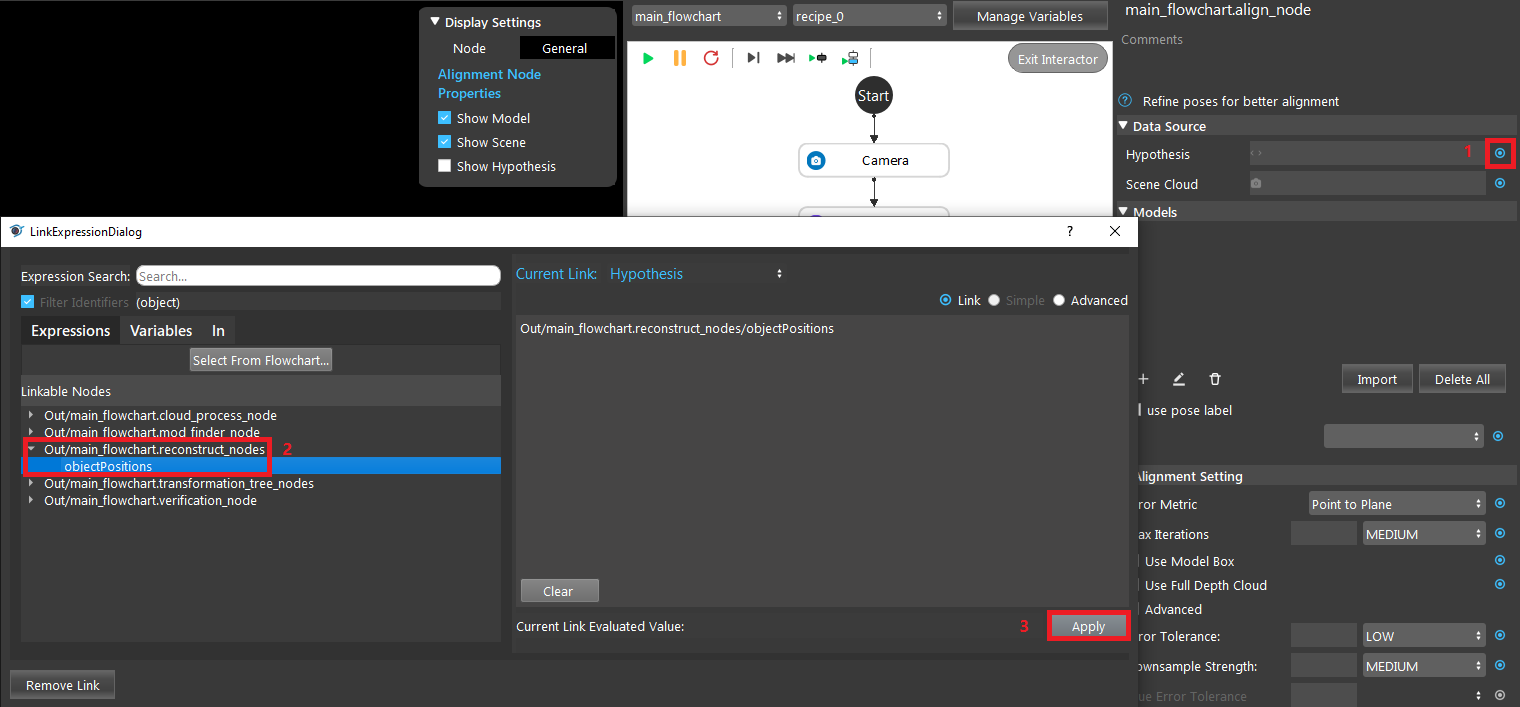 Display Settings
Node
General
Alignment Node
Properties
Show Model
Show Scene
Show Hypothesis
main_flowchart
recipe_0
Manage Variables
Exit Interactor
Start
Camera
main_flowchart.align_node
Comments
? Refine poses for better alignment
Data Source
Hypothesis
1
Scene Cloud
Models
LinkExpressionDialog
?
Expression Search:
Search...
Filter Identifiers (object)
Expressions
Variables
In
Select From Flowchart...
Linkable Nodes
Out/main_flowchart.cloud_process_node
Out/main_flowchart.mod_finder_node
Out/main_flowchart.reconstruct_nodes
2
objectPositions
Out/main_flowchart.transformation_tree_nodes
Out/main_flowchart.verification_node
Current Link: Hypothesis
Link
Simple
Advanced
Out/main_flowchart.reconstruct_nodes/objectPositions
Clear
Current Link Evaluated Value:
3
Apply
Remove Link
Import
Delete All
use pose label
lignment Setting
ror Metric
Point to Plane
ax Iterations
MEDIUM
Use Model Box
Use Full Depth Cloud
Advanced
ror Tolerance:
LOW
ownsample Strength:
MEDIUM
ue Error Tolerance